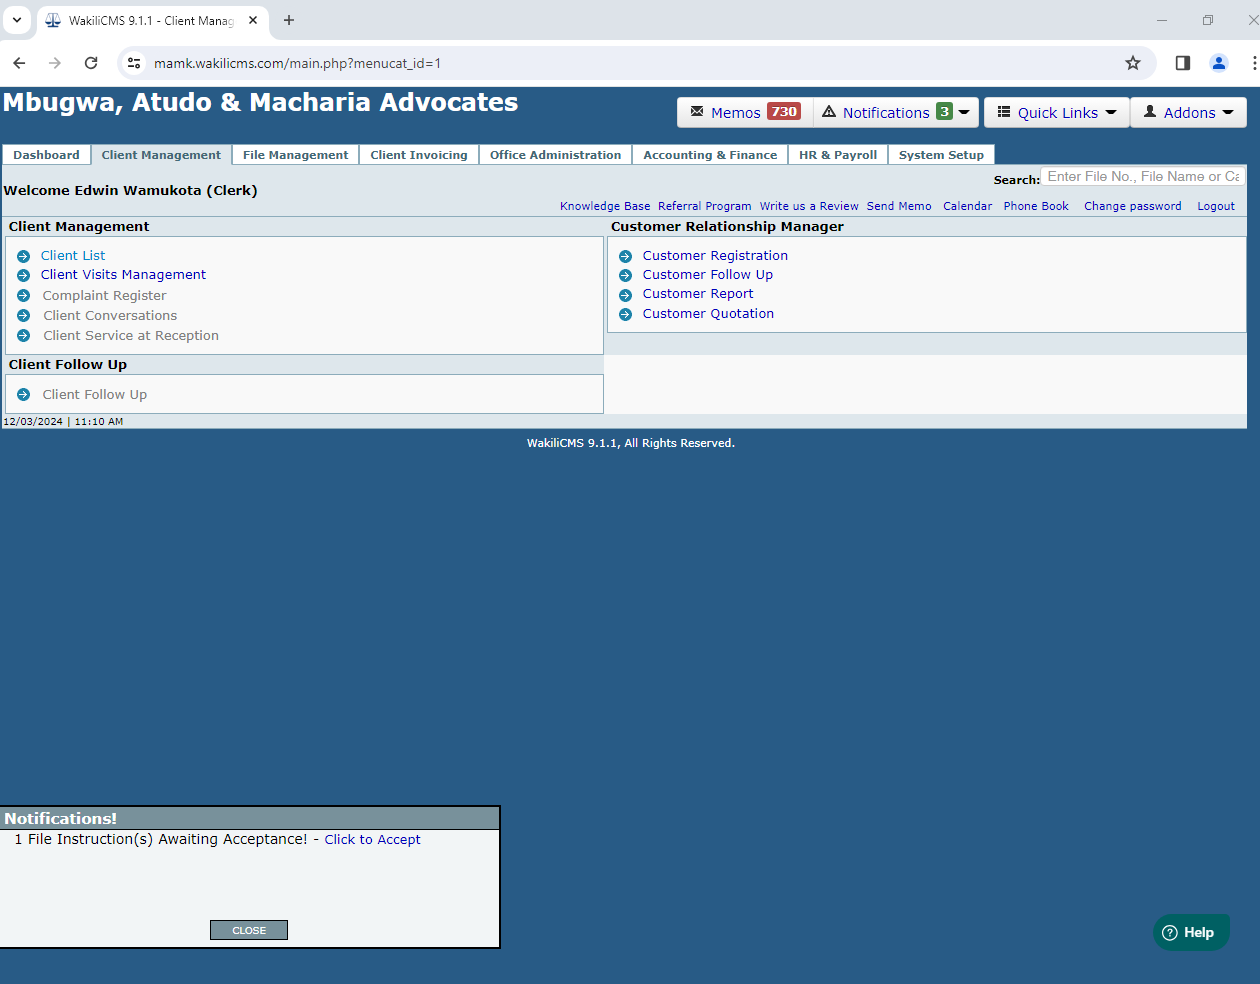 WakiliCMS 9.1.1 - Client Manag
mamk.wakilicms.com/main.php?menucat_id=1
Mbugwa, Atudo & Macharia Advocates
Memos 730 Notifications 3 Quick Links Addons
Dashboard Client Management File Management Client Invoicing Office Administration Accounting & Finance HR & Payroll System Setup
Search: Enter File No., File Name or Ca
Welcome Edwin Wamukota (Clerk)
Knowledge Base Referral Program Write us a Review Send Memo Calendar Phone Book Change password Logout
Client Management
Client List
Client Visits Management
Complaint Register
Client Conversations
Client Service at Reception
Customer Relationship Manager
Customer Registration
Customer Follow Up
Customer Report
Customer Quotation
Client Follow Up
Client Follow Up
12/03/2024 | 11:10 AM
WakiliCMS 9.1.1, All Rights Reserved.
Notifications!
1 File Instruction(s) Awaiting Acceptance! - Click to Accept
CLOSE
Help